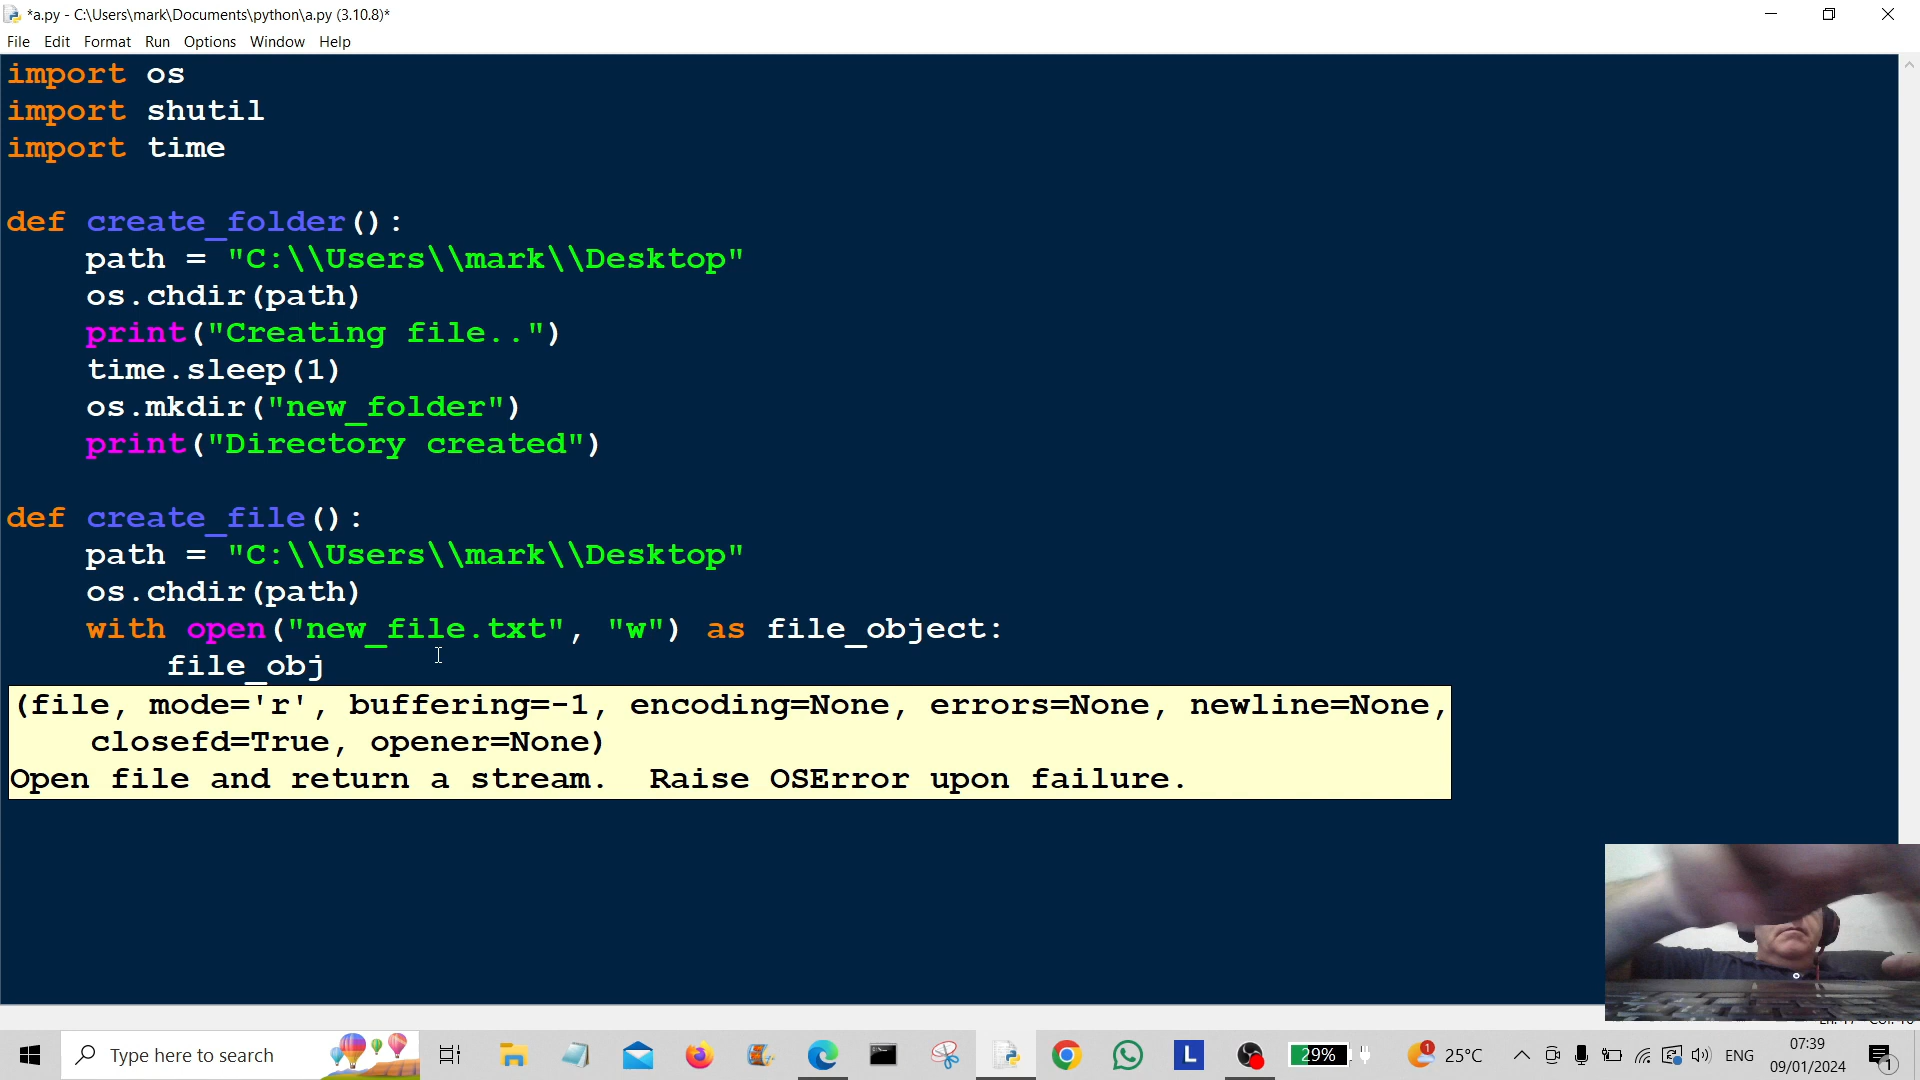 *a.py - C:\Users\mark\Documents\python\a.py (3.10.8)*
File Edit Format Run Options Window Help
import os
import shutil
import time
def create_folder():
path = "C:\\Users\\mark\\Desktop"
os.chdir(path)
print("Creating file..")
time.sleep(1)
os.mkdir("new_folder")
print("Directory created")
def create_file():
path = "C:\\Users\\mark\\Desktop"
os.chdir(path)
with open("new_file.txt", "w") as file_object:
file_obj
(file, mode='r', buffering=-1, encoding=None, errors=None, newline=None,
closefd=True, opener=None)
Open file and return a stream.  Raise OSError upon failure.
Type here to search
L
29%
1
25°C
ENG
07:39
09/01/2024
1